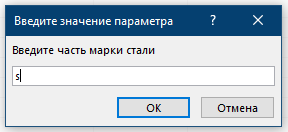 Введите значение параметра
Введите часть марки стали
s
ОК
Отмена